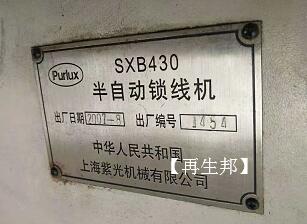 Purlux
SXB430
半自动锁线机
出厂日期 2007-8 出厂编号 1454
中华人民共和国
上海紫光机械有限公司
【再生邦】